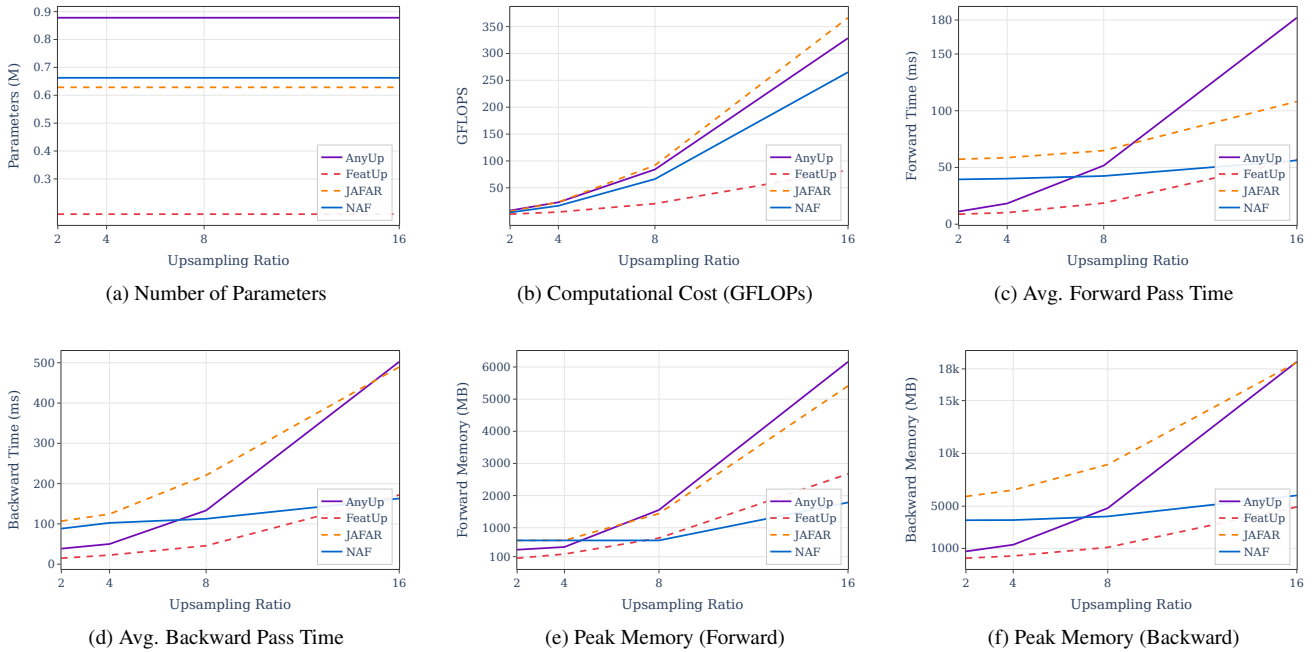 0.9
0.8
0.7
0.6
0.5
0.4
0.3
Parameters (M)
AnyUp
FeatUp
JAFAR
NAF
2
4
8
16
Upsampling Ratio
(a) Number of Parameters
350
300
250
200
150
100
50
GFLOPS
AnyUp
FeatUp
JAFAR
NAF
2
4
8
16
Upsampling Ratio
(b) Computational Cost (GFLOPs)
180
150
100
50
0
Forward Time (ms)
AnyUp
FeatUp
JAFAR
NAF
2
4
8
16
Upsampling Ratio
(c) Avg. Forward Pass Time
500
400
300
200
100
0
Backward Time (ms)
AnyUp
FeatUp
JAFAR
NAF
2
4
8
16
Upsampling Ratio
(d) Avg. Backward Pass Time
6000
5000
4000
3000
2000
1000
100
Forward Memory (MB)
AnyUp
FeatUp
JAFAR
NAF
2
4
8
16
Upsampling Ratio
(e) Peak Memory (Forward)
18k
15k
10k
5000
1000
Backward Memory (MB)
AnyUp
FeatUp
JAFAR
NAF
2
4
8
16
Upsampling Ratio
(f) Peak Memory (Backward)